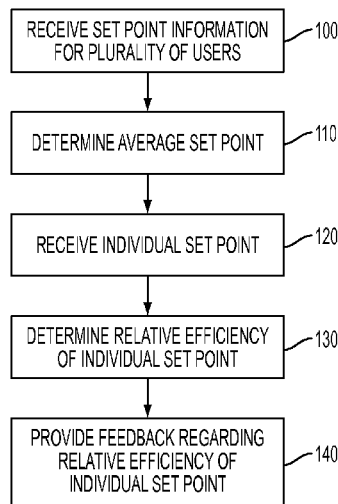 RECEIVE SET POINT INFORMATION
FOR PLURALITY OF USERS
100
DETERMINE AVERAGE SET POINT
110
RECEIVE INDIVIDUAL SET POINT
120
DETERMINE RELATIVE EFFICIENCY
OF INDIVIDUAL SET POINT
130
PROVIDE FEEDBACK REGARDING
RELATIVE EFFICIENCY OF
INDIVIDUAL SET POINT
140